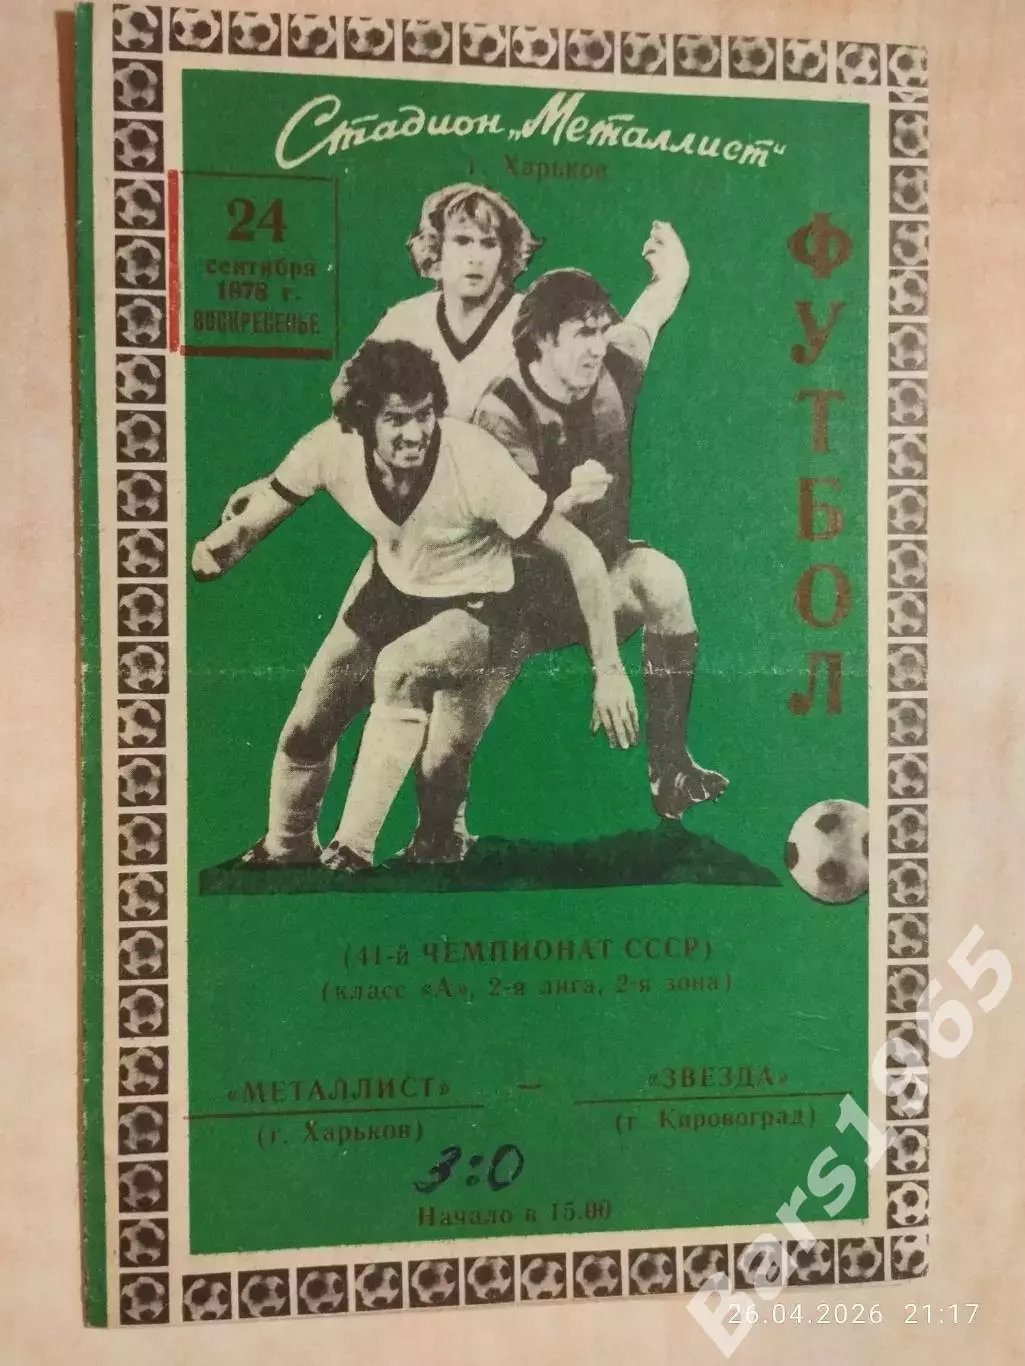 Стадион „Металлист"
г. Харьков
24
сентября
1978 г.
ВОСКРЕСЕНЬЕ
ФУТБОЛ
(41-й ЧЕМПИОНАТ СССР)
(класс «А», 2-я лига, 2-я зона)
«МЕТАЛЛИСТ» — «ЗВЕЗДА»
(г. Харьков) (г. Кировоград)
3:0
Начало в 15.00
Bars1965
26.04.2026 21:17